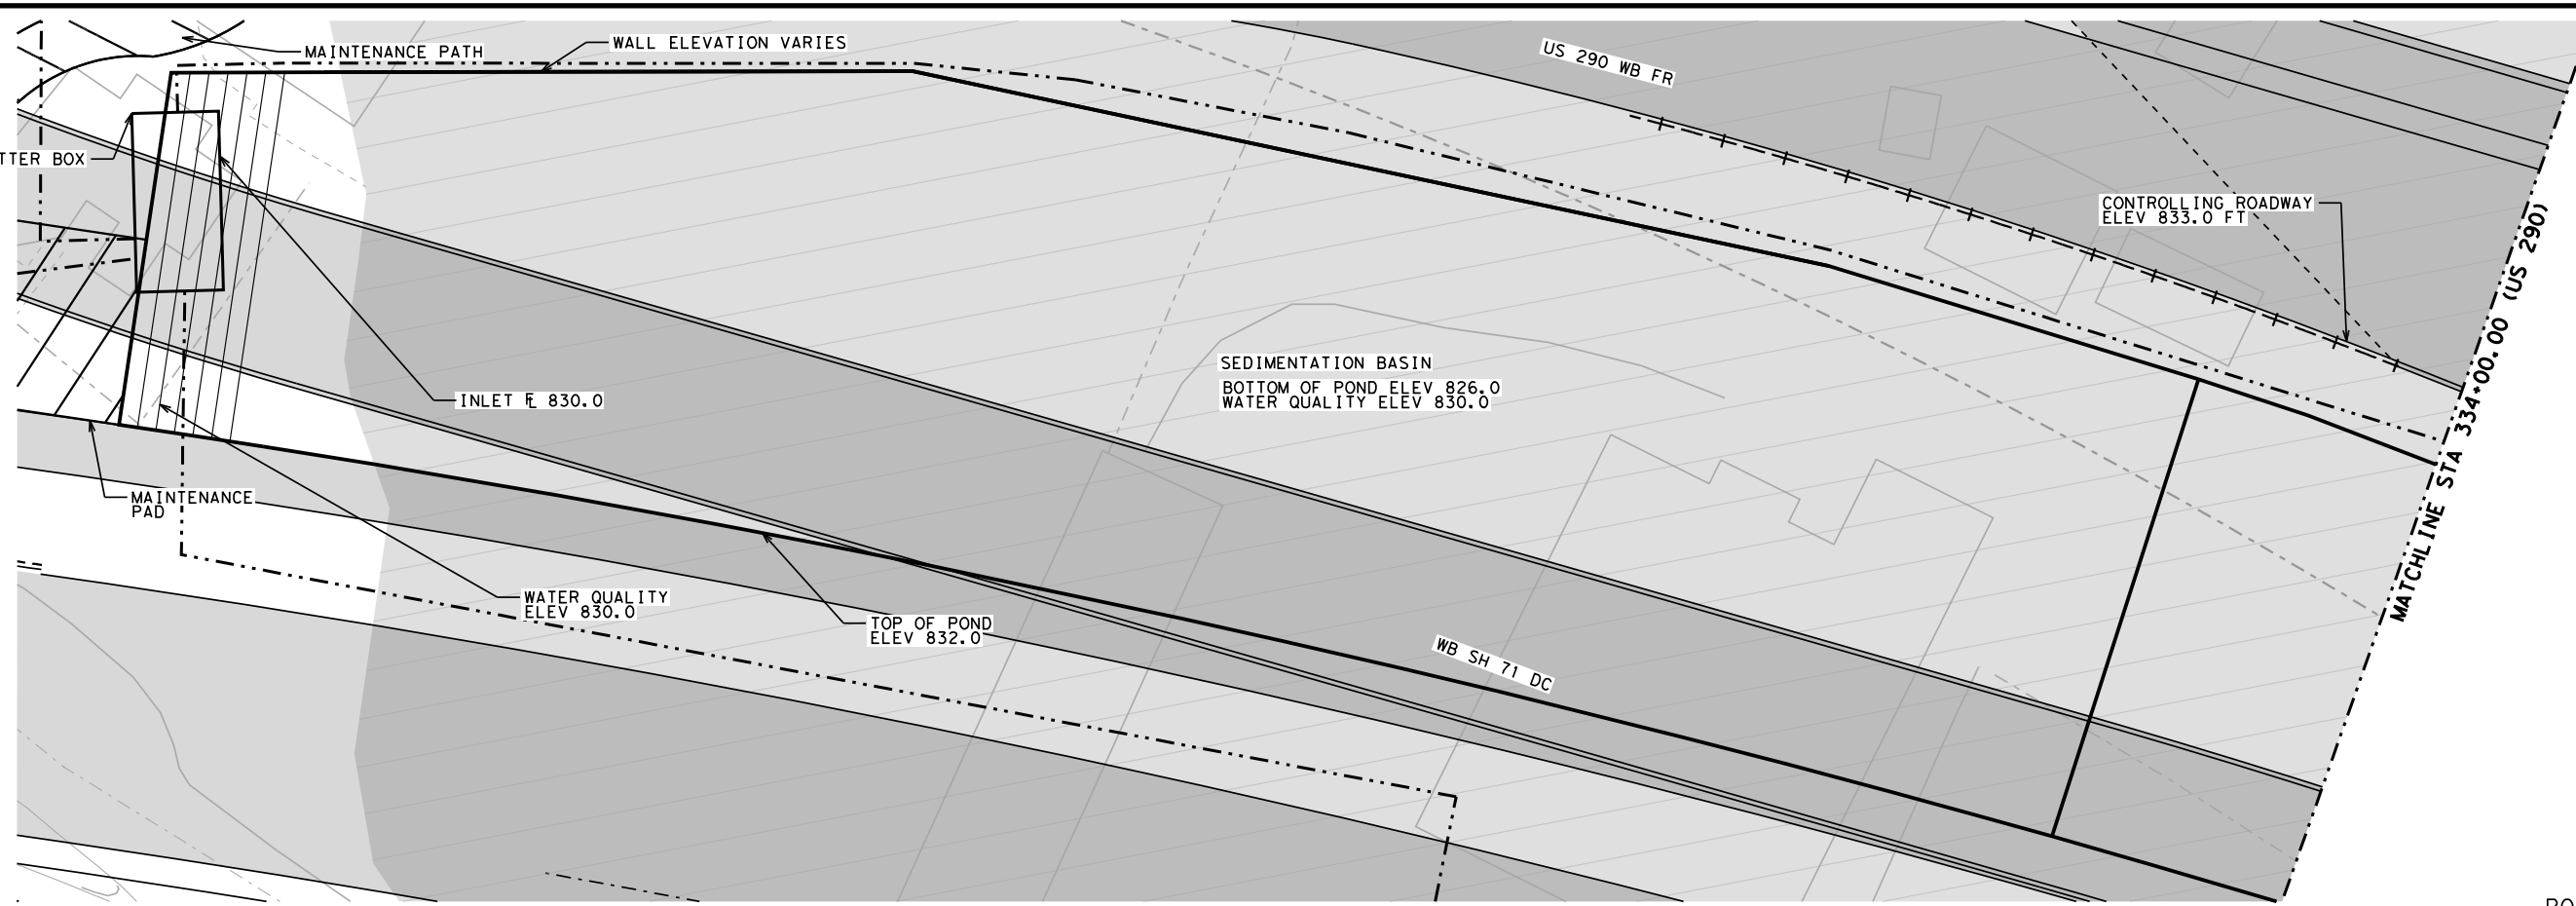 MAINTENANCE PATH
WALL ELEVATION VARIES
US 290 WB FR
TTER BOX
CONTROLLING ROADWAY
ELEV 833.0 FT
MATCHLINE STA 334+00.00 (US 290)
SEDIMENTATION BASIN
BOTTOM OF POND ELEV 826.0
WATER QUALITY ELEV 830.0
INLET FL 830.0
MAINTENANCE
PAD
WATER QUALITY
ELEV 830.0
TOP OF POND
ELEV 832.0
WB SH 71 DC